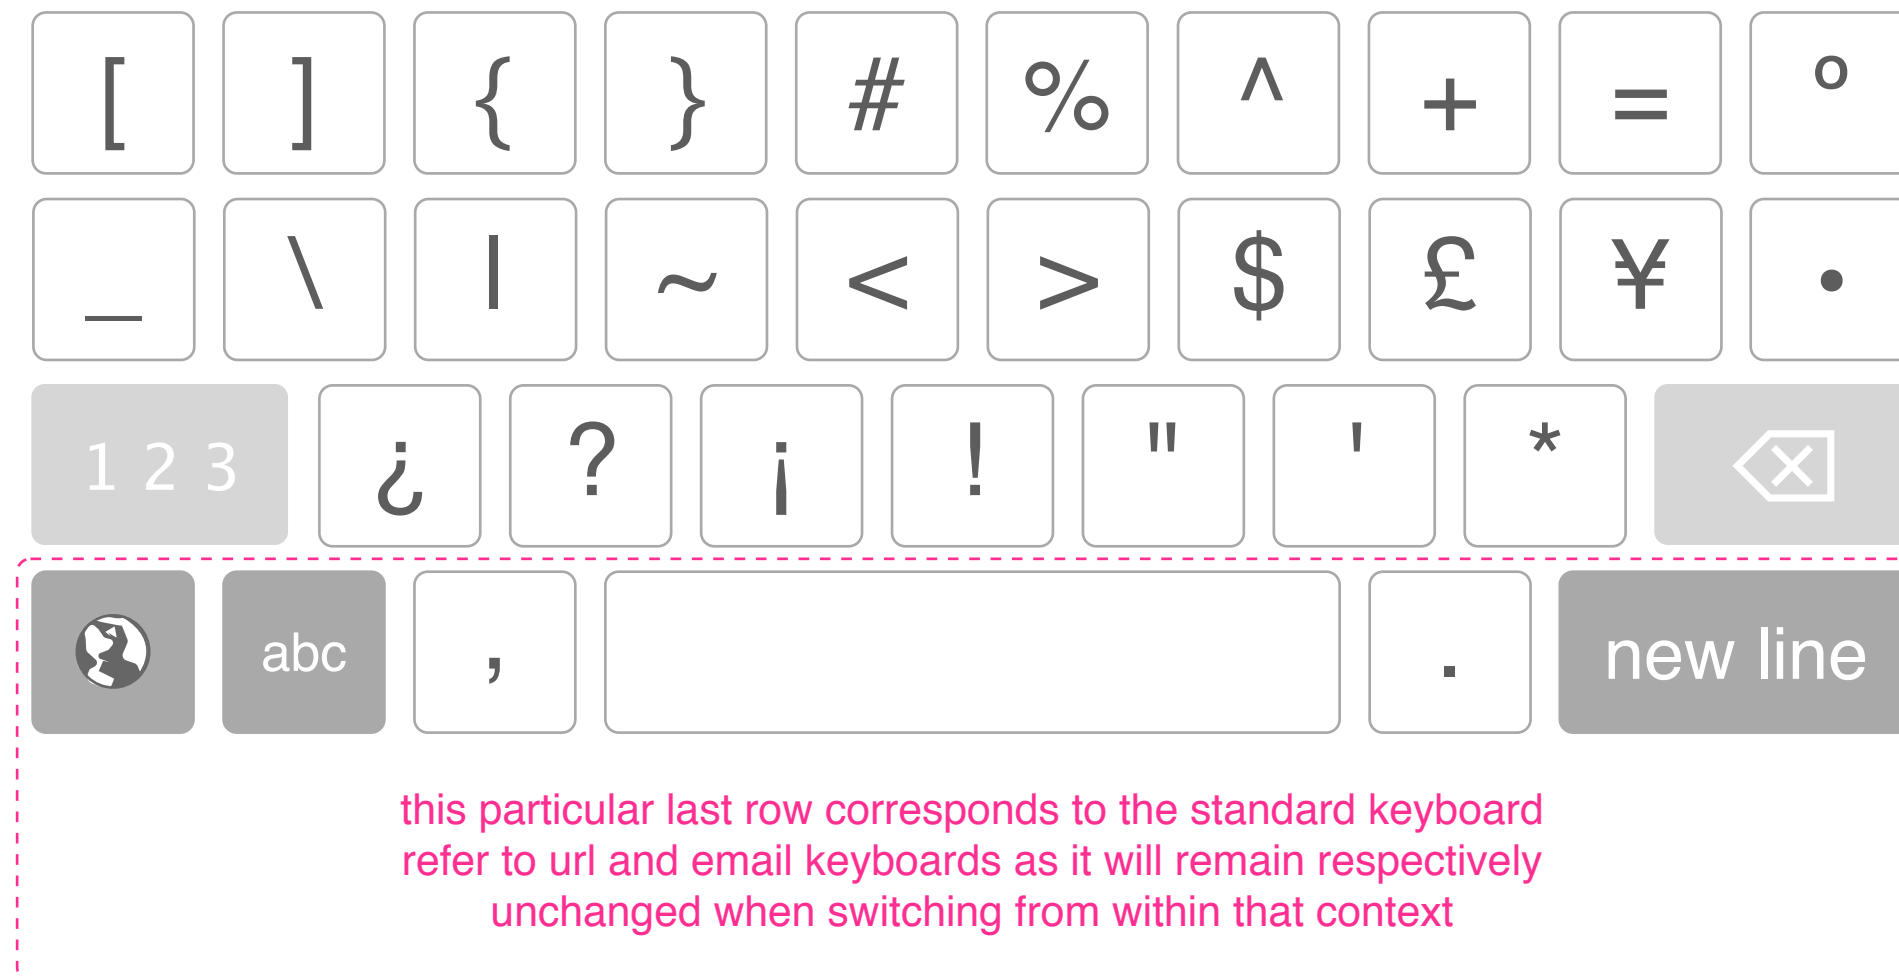 [ ] { } # % ^ + = º
_ \ | ~ < > $ £ ¥ •
1 2 3 ¿ ? ¡ ! " ' *
abc , . new line
this particular last row corresponds to the standard keyboard
refer to url and email keyboards as it will remain respectively
unchanged when switching from within that context